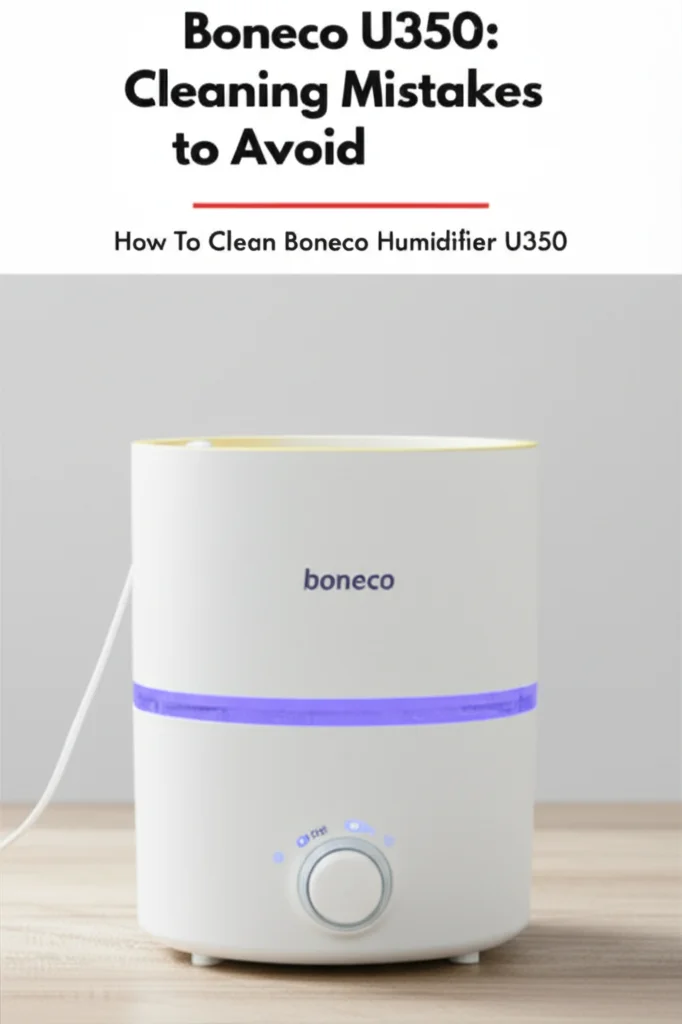 Boneco U350:
Cleaning Mistakes
to Avoid
How To Clean Boneco Humidifier U350
boneco